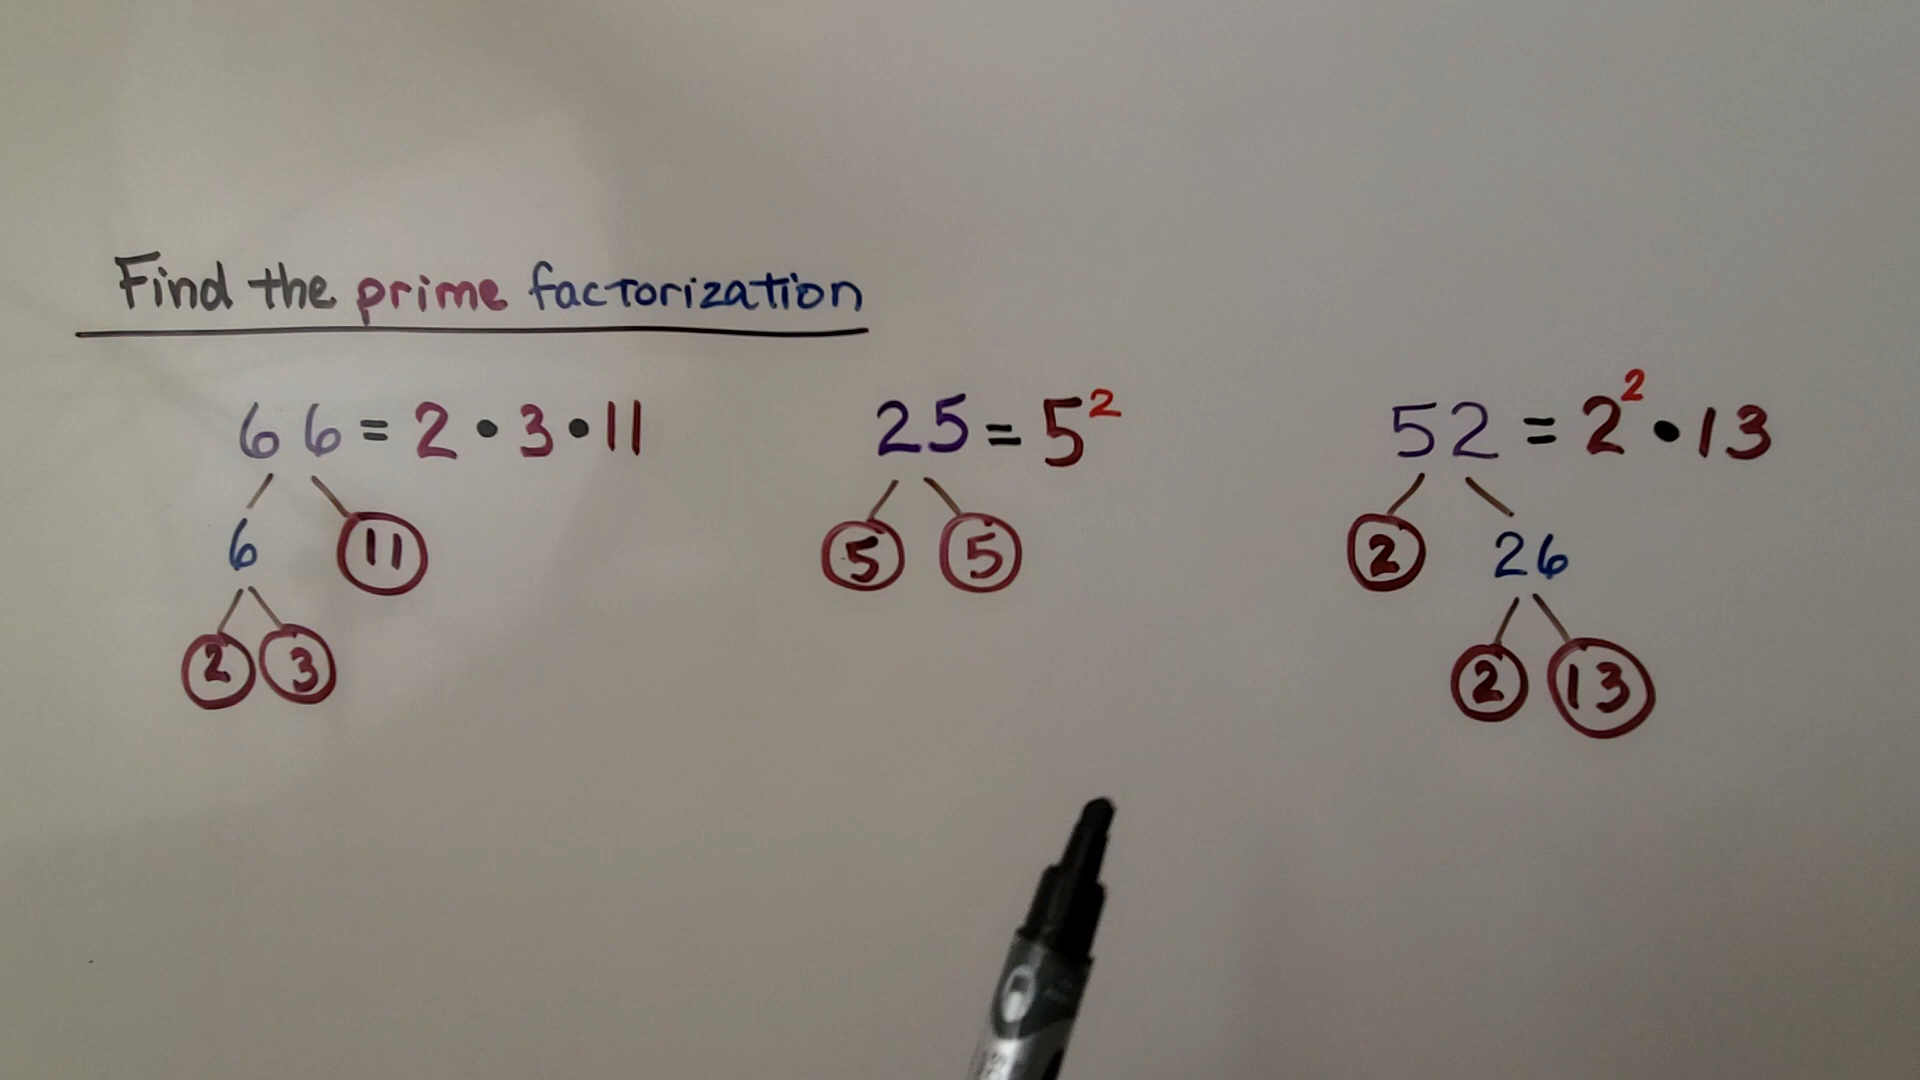 Find the prime factorization
66 = 2 • 3 • 11
25 = 5²
52 = 2² • 13
6 11
5 5
2 26
2 3
2 13